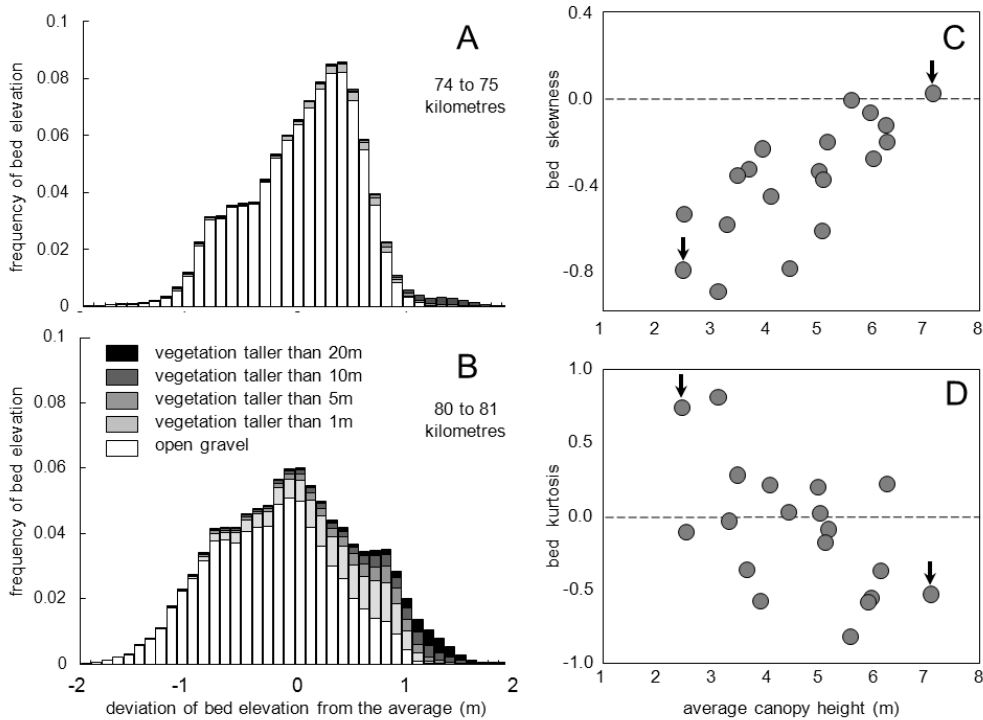 0.1
0.08
0.06
0.04
0.02
0
frequency of bed elevation
A
74 to 75
kilometres
0.1
0.08
0.06
0.04
0.02
0
frequency of bed elevation
vegetation taller than 20m
vegetation taller than 10m
vegetation taller than 5m
vegetation taller than 1m
open gravel
B
80 to 81
kilometres
-2 -1 0 1 2
deviation of bed elevation from the average (m)
0.4
0.0
-0.4
-0.8
bed skewness
C
1 2 3 4 5 6 7 8
1.0
0.5
0.0
-0.5
-1.0
bed kurtosis
D
1 2 3 4 5 6 7 8
average canopy height (m)